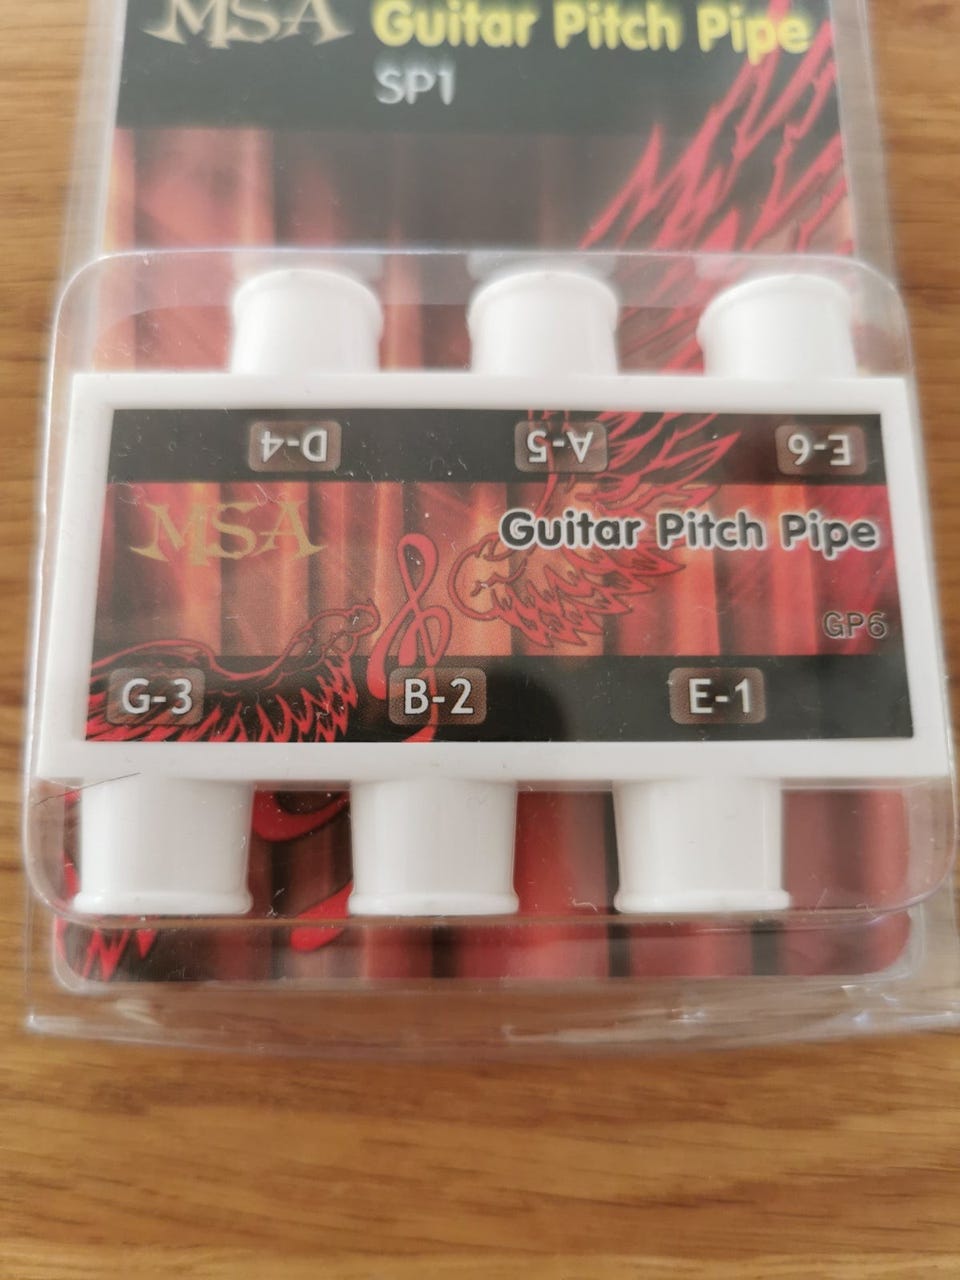 MSA
Guitar Pitch Pipe
SP1
D-4
A-5
E-6
MSA
Guitar Pitch Pipe
GP6
G-3
B-2
E-1